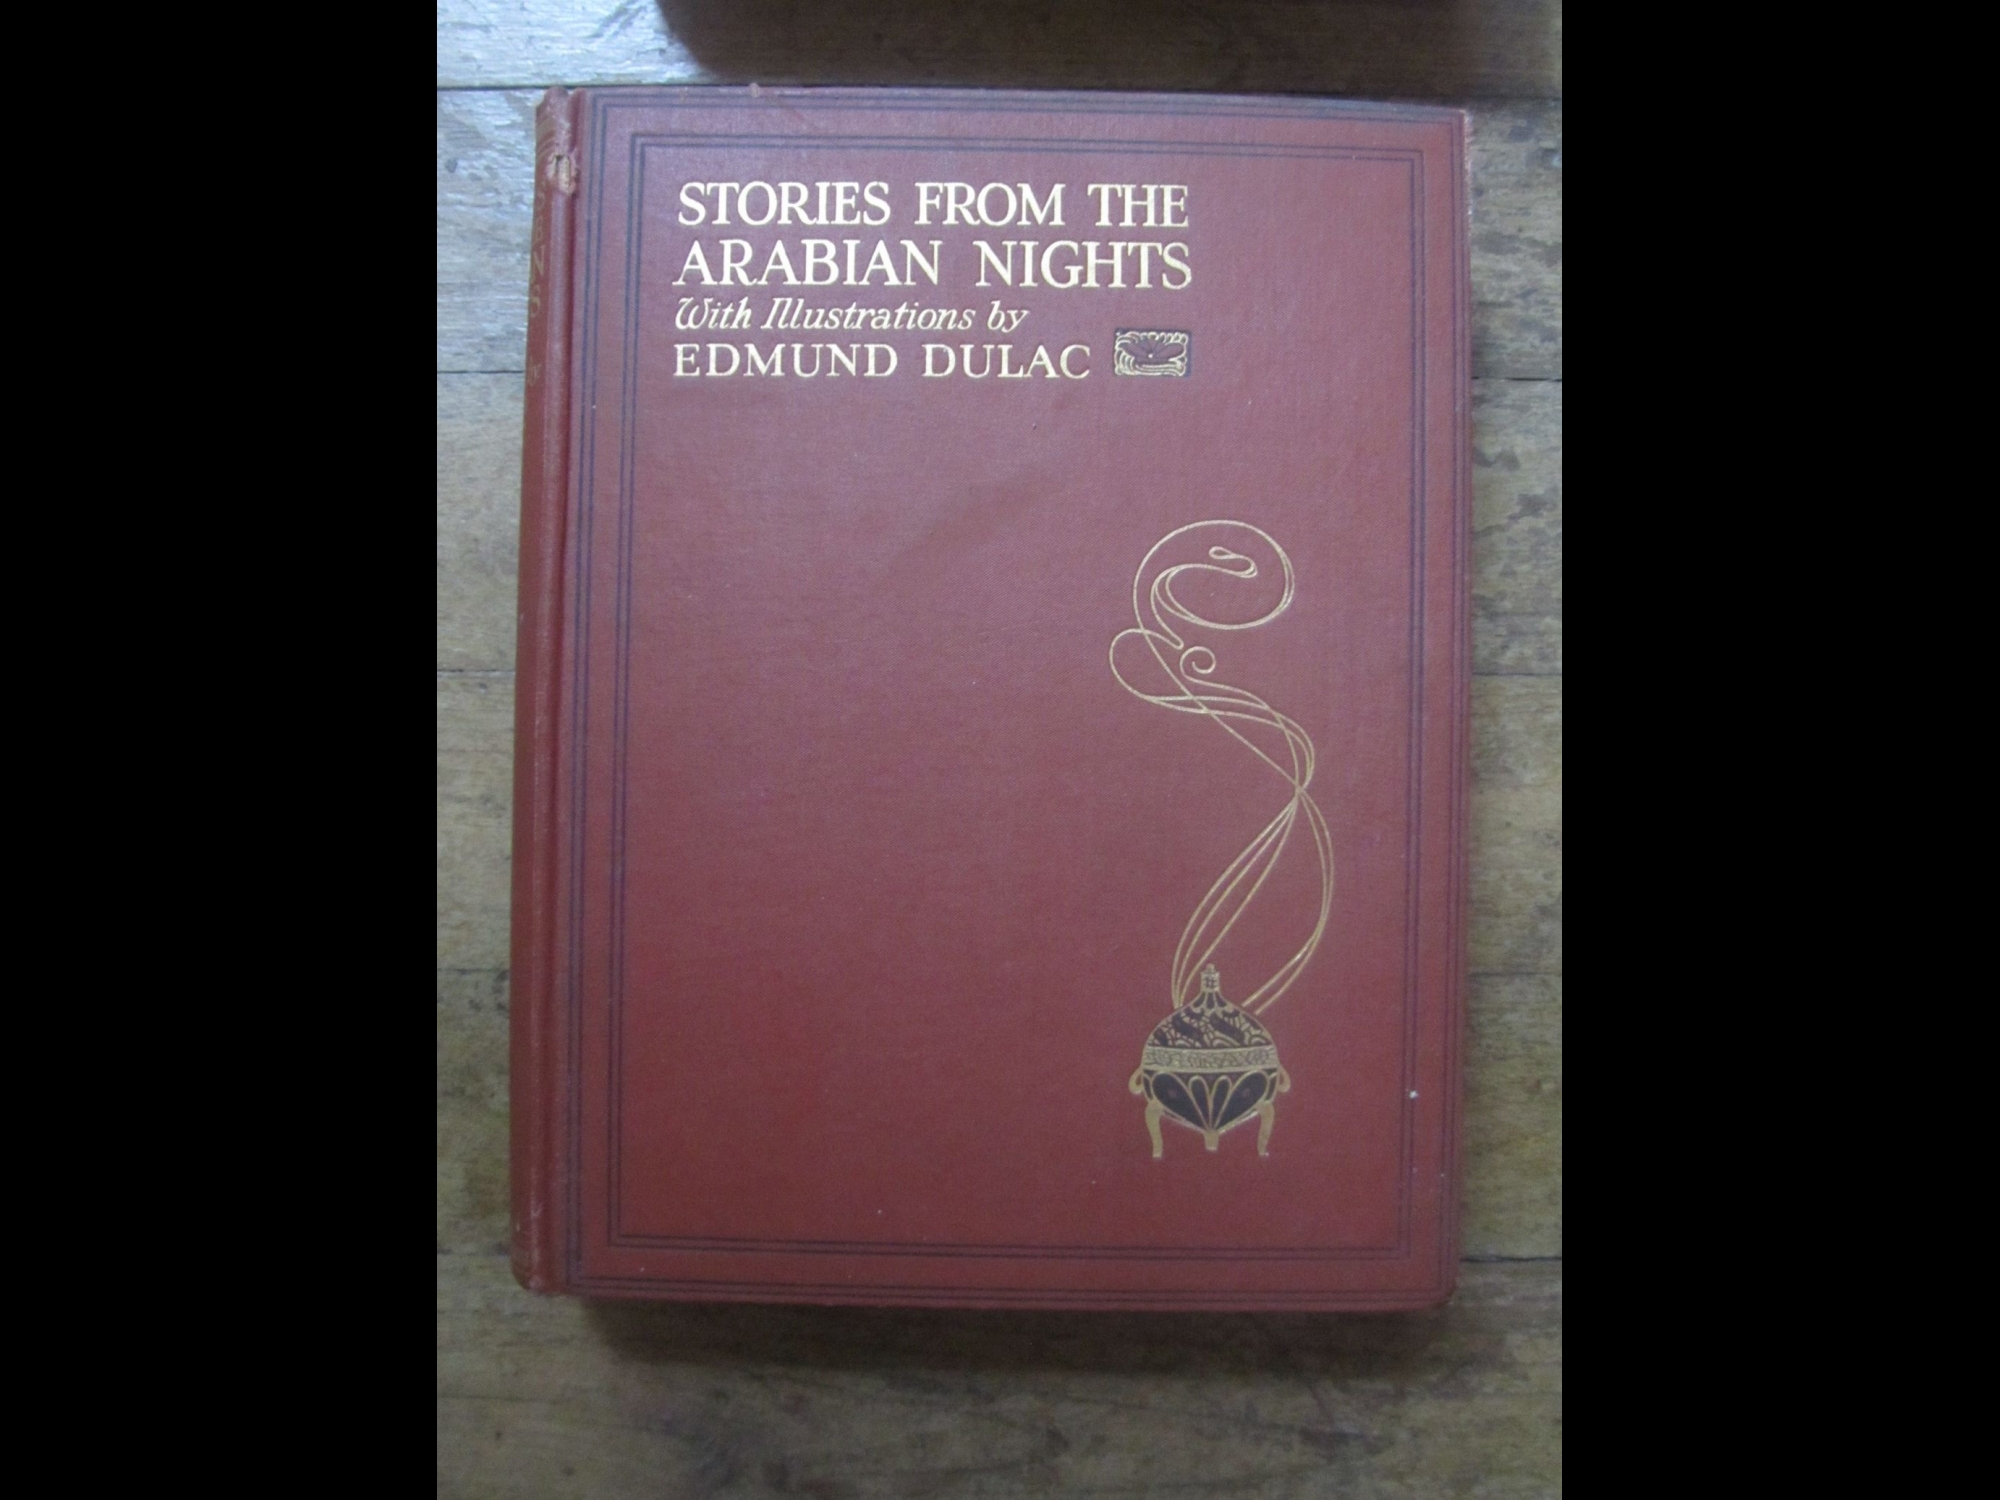 STORIES FROM THE
ARABIAN NIGHTS
With Illustrations by
EDMUND DULAC